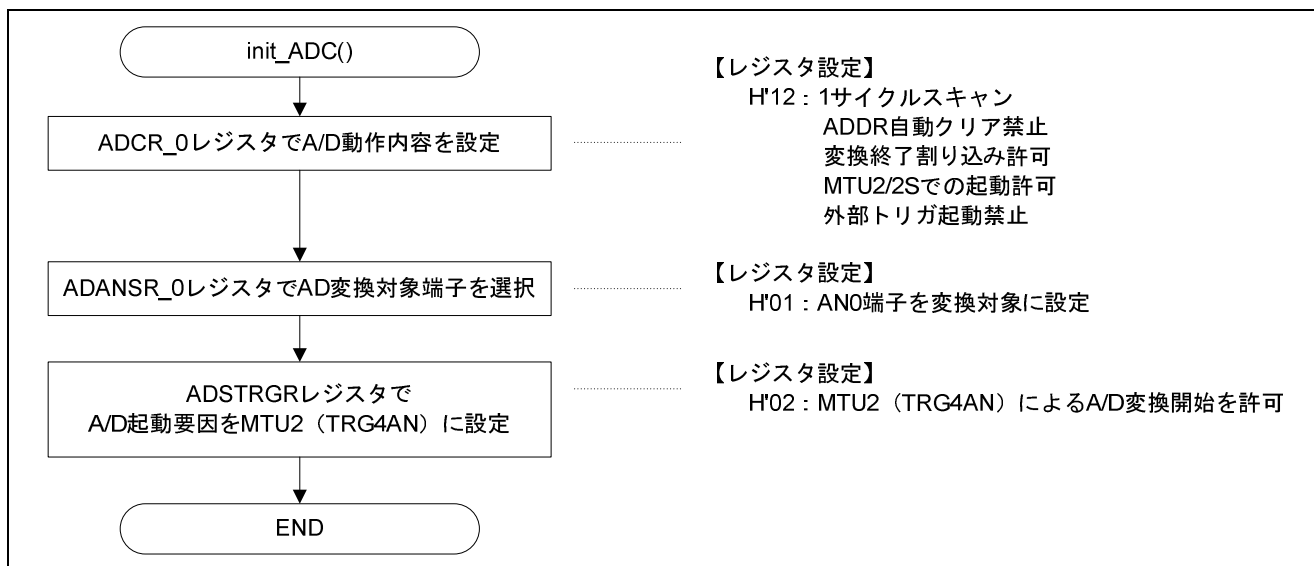 init_ADC()
ADCR_0レジスタでA/D動作内容を設定
【レジスタ設定】
H'12：1サイクルスキャン
ADDR自動クリア禁止
変換終了割り込み許可
MTU2/2Sでの起動許可
外部トリガ起動禁止
ADANSR_0レジスタでAD変換対象端子を選択
【レジスタ設定】
H'01：AN0端子を変換対象に設定
ADSTRGRレジスタで
A/D起動要因をMTU2（TRG4AN）に設定
【レジスタ設定】
H'02：MTU2（TRG4AN）によるA/D変換開始を許可
END